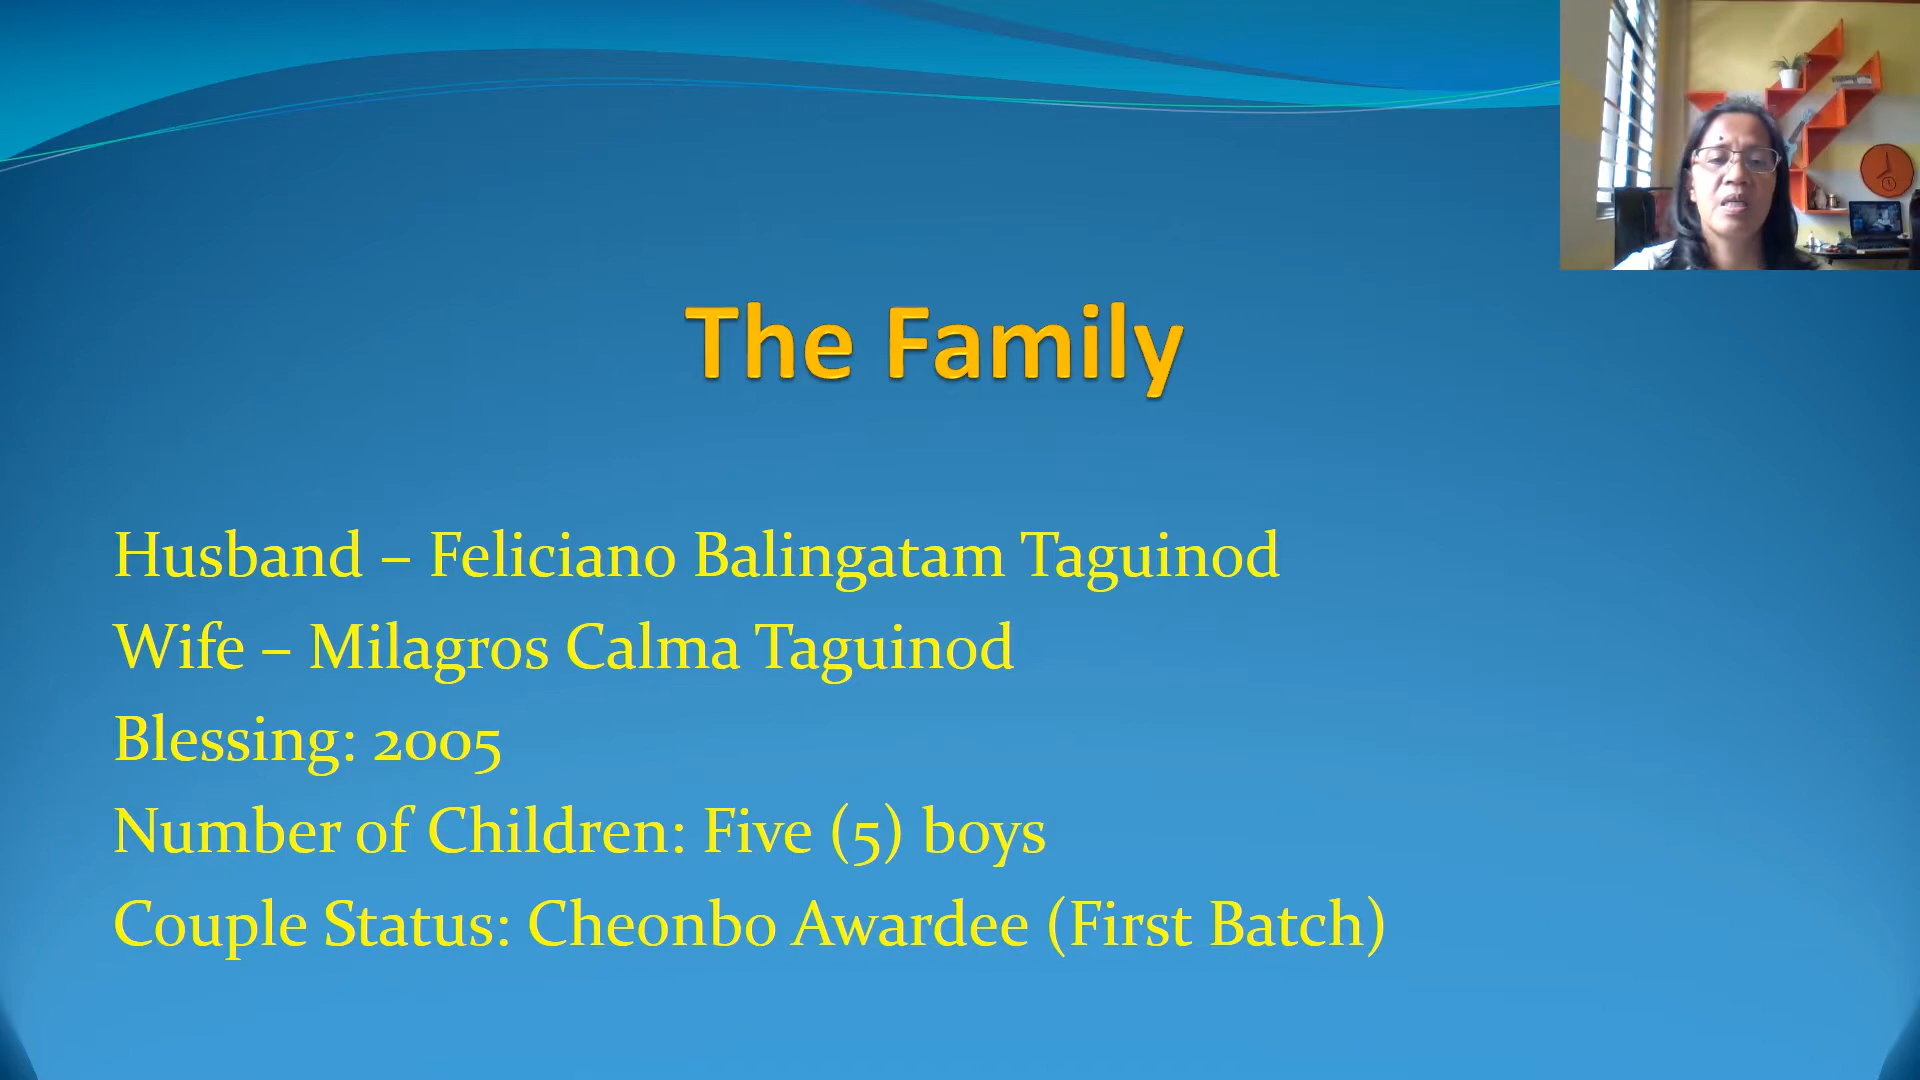 The Family
Husband – Feliciano Balingatam Taguinod
Wife – Milagros Calma Taguinod
Blessing: 2005
Number of Children: Five (5) boys
Couple Status: Cheonbo Awardee (First Batch)